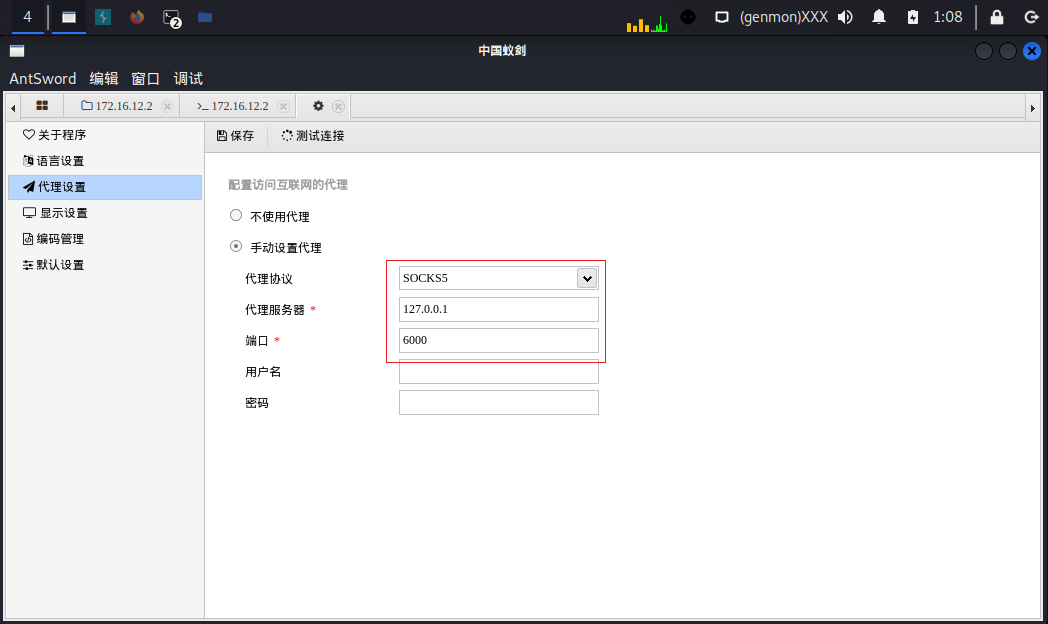 4
2
(genmon)XXX
1:08
中国蚁剑
AntSword 编辑 窗口 调试
172.16.12.2
>_ 172.16.12.2
关于程序
语言设置
代理设置
显示设置
编码管理
默认设置
保存
测试连接
配置访问互联网的代理
不使用代理
手动设置代理
代理协议 SOCKS5
代理服务器 * 127.0.0.1
端口 * 6000
用户名
密码